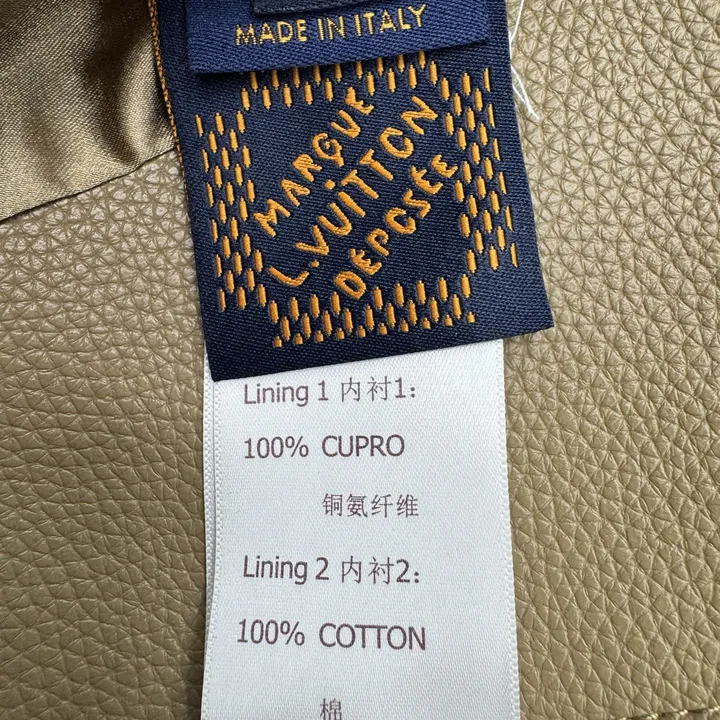 MADE IN ITALY
MARQUE
L.VUITTON
DÉPOSÉE
Lining 1 内衬1:
100% CUPRO
铜氨纤维
Lining 2 内衬2:
100% COTTON
棉